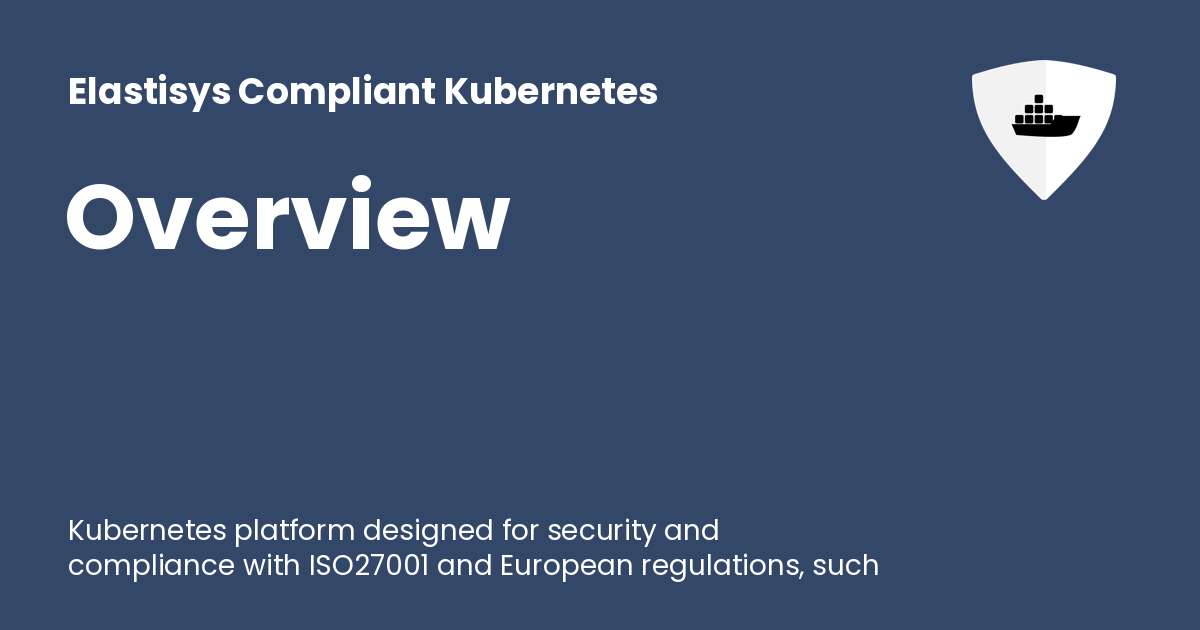 Elastisys Compliant Kubernetes
Overview
Kubernetes platform designed for security and
compliance with ISO27001 and European regulations, such